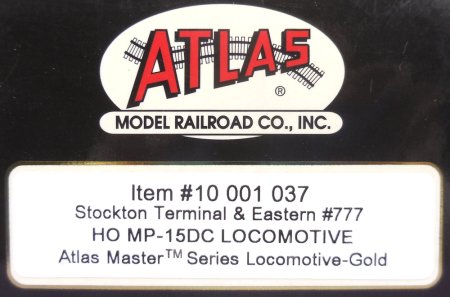 ATLAS
®
MODEL RAILROAD CO., INC.
Item #10 001 037
Stockton Terminal & Eastern #777
HO MP-15DC LOCOMOTIVE
Atlas Master™ Series Locomotive-Gold